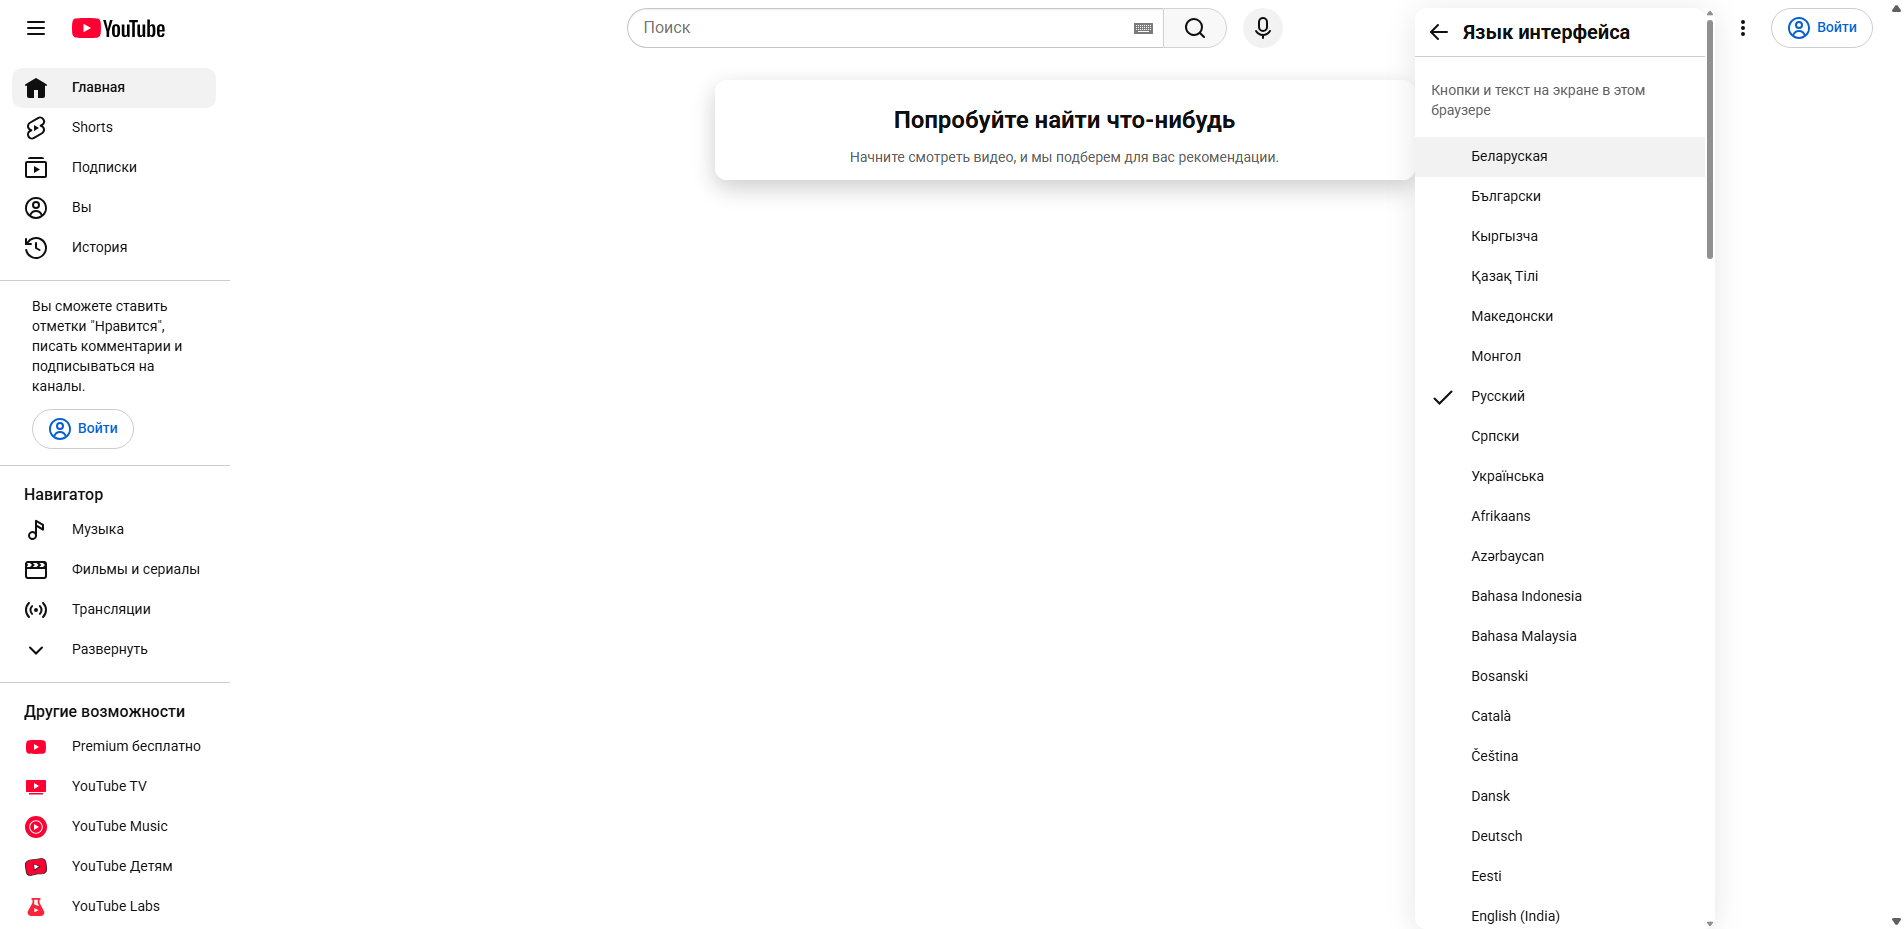 YouTube
Поиск
Войти
Главная
Shorts
Подписки
Вы
История
Вы сможете ставить
отметки "Нравится",
писать комментарии и
подписываться на
каналы.
Войти
Навигатор
Музыка
Фильмы и сериалы
Трансляции
Развернуть
Другие возможности
Premium бесплатно
YouTube TV
YouTube Music
YouTube Детям
YouTube Labs
Попробуйте найти что-нибудь
Начните смотреть видео, и мы подберем для вас рекомендации.
Язык интерфейса
Кнопки и текст на экране в этом
браузере
Беларуская
Български
Кыргызча
Қазақ Тілі
Македонски
Монгол
Русский
Српски
Українська
Afrikaans
Azərbaycan
Bahasa Indonesia
Bahasa Malaysia
Bosanski
Català
Čeština
Dansk
Deutsch
Eesti
English (India)